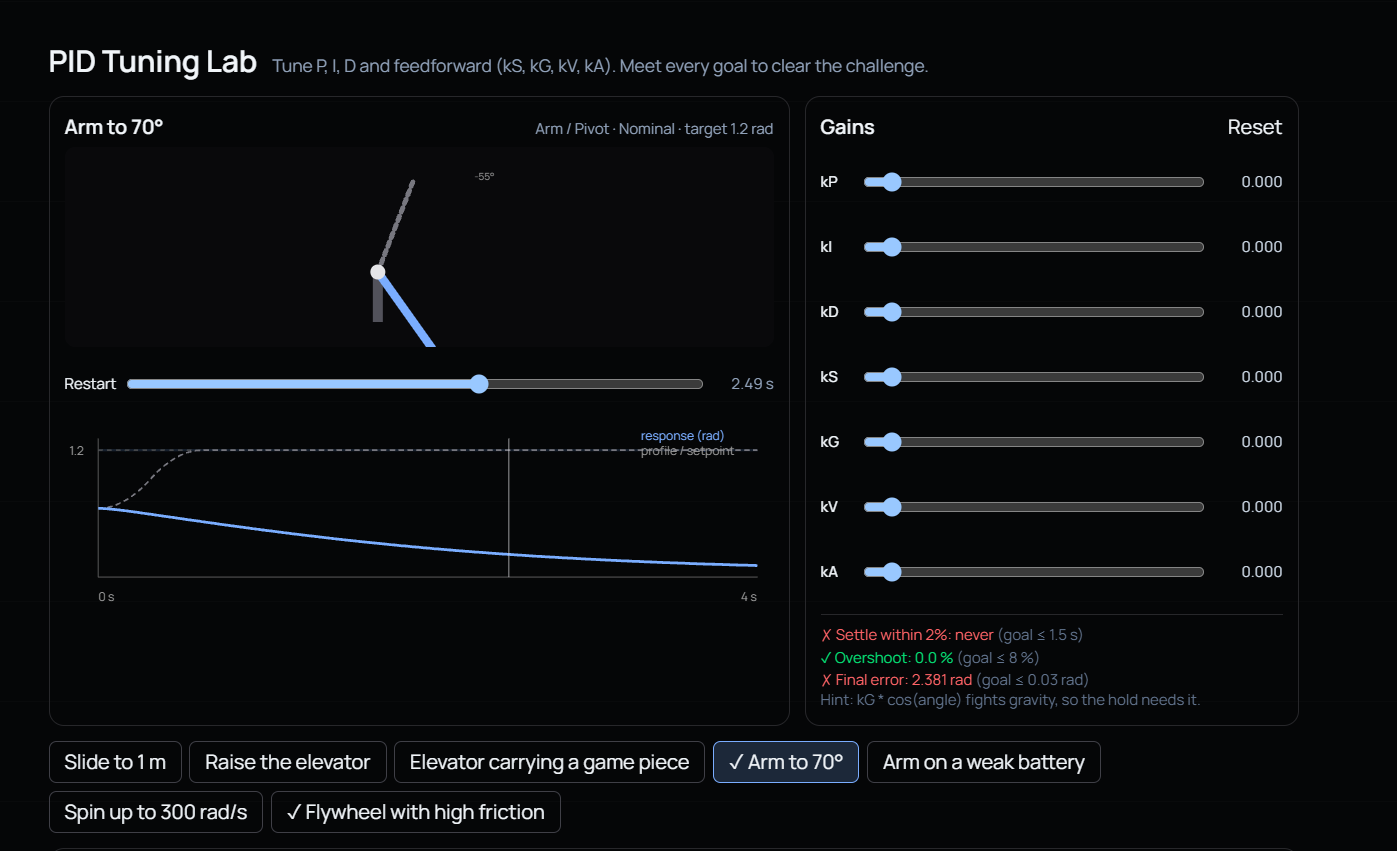 PID Tuning Lab Tune P, I, D and feedforward (kS, kG, kV, kA). Meet every goal to clear the challenge.
Arm to 70° Arm / Pivot · Nominal · target 1.2 rad
-55°
Restart 2.49 s
response (rad)
1.2 profile / setpoint
0 s 4 s
Gains Reset
kP 0.000
kI 0.000
kD 0.000
kS 0.000
kG 0.000
kV 0.000
kA 0.000
✗ Settle within 2%: never (goal ≤ 1.5 s)
✓ Overshoot: 0.0 % (goal ≤ 8 %)
✗ Final error: 2.381 rad (goal ≤ 0.03 rad)
Hint: kG * cos(angle) fights gravity, so the hold needs it.
Slide to 1 m Raise the elevator Elevator carrying a game piece ✓ Arm to 70° Arm on a weak battery
Spin up to 300 rad/s ✓ Flywheel with high friction